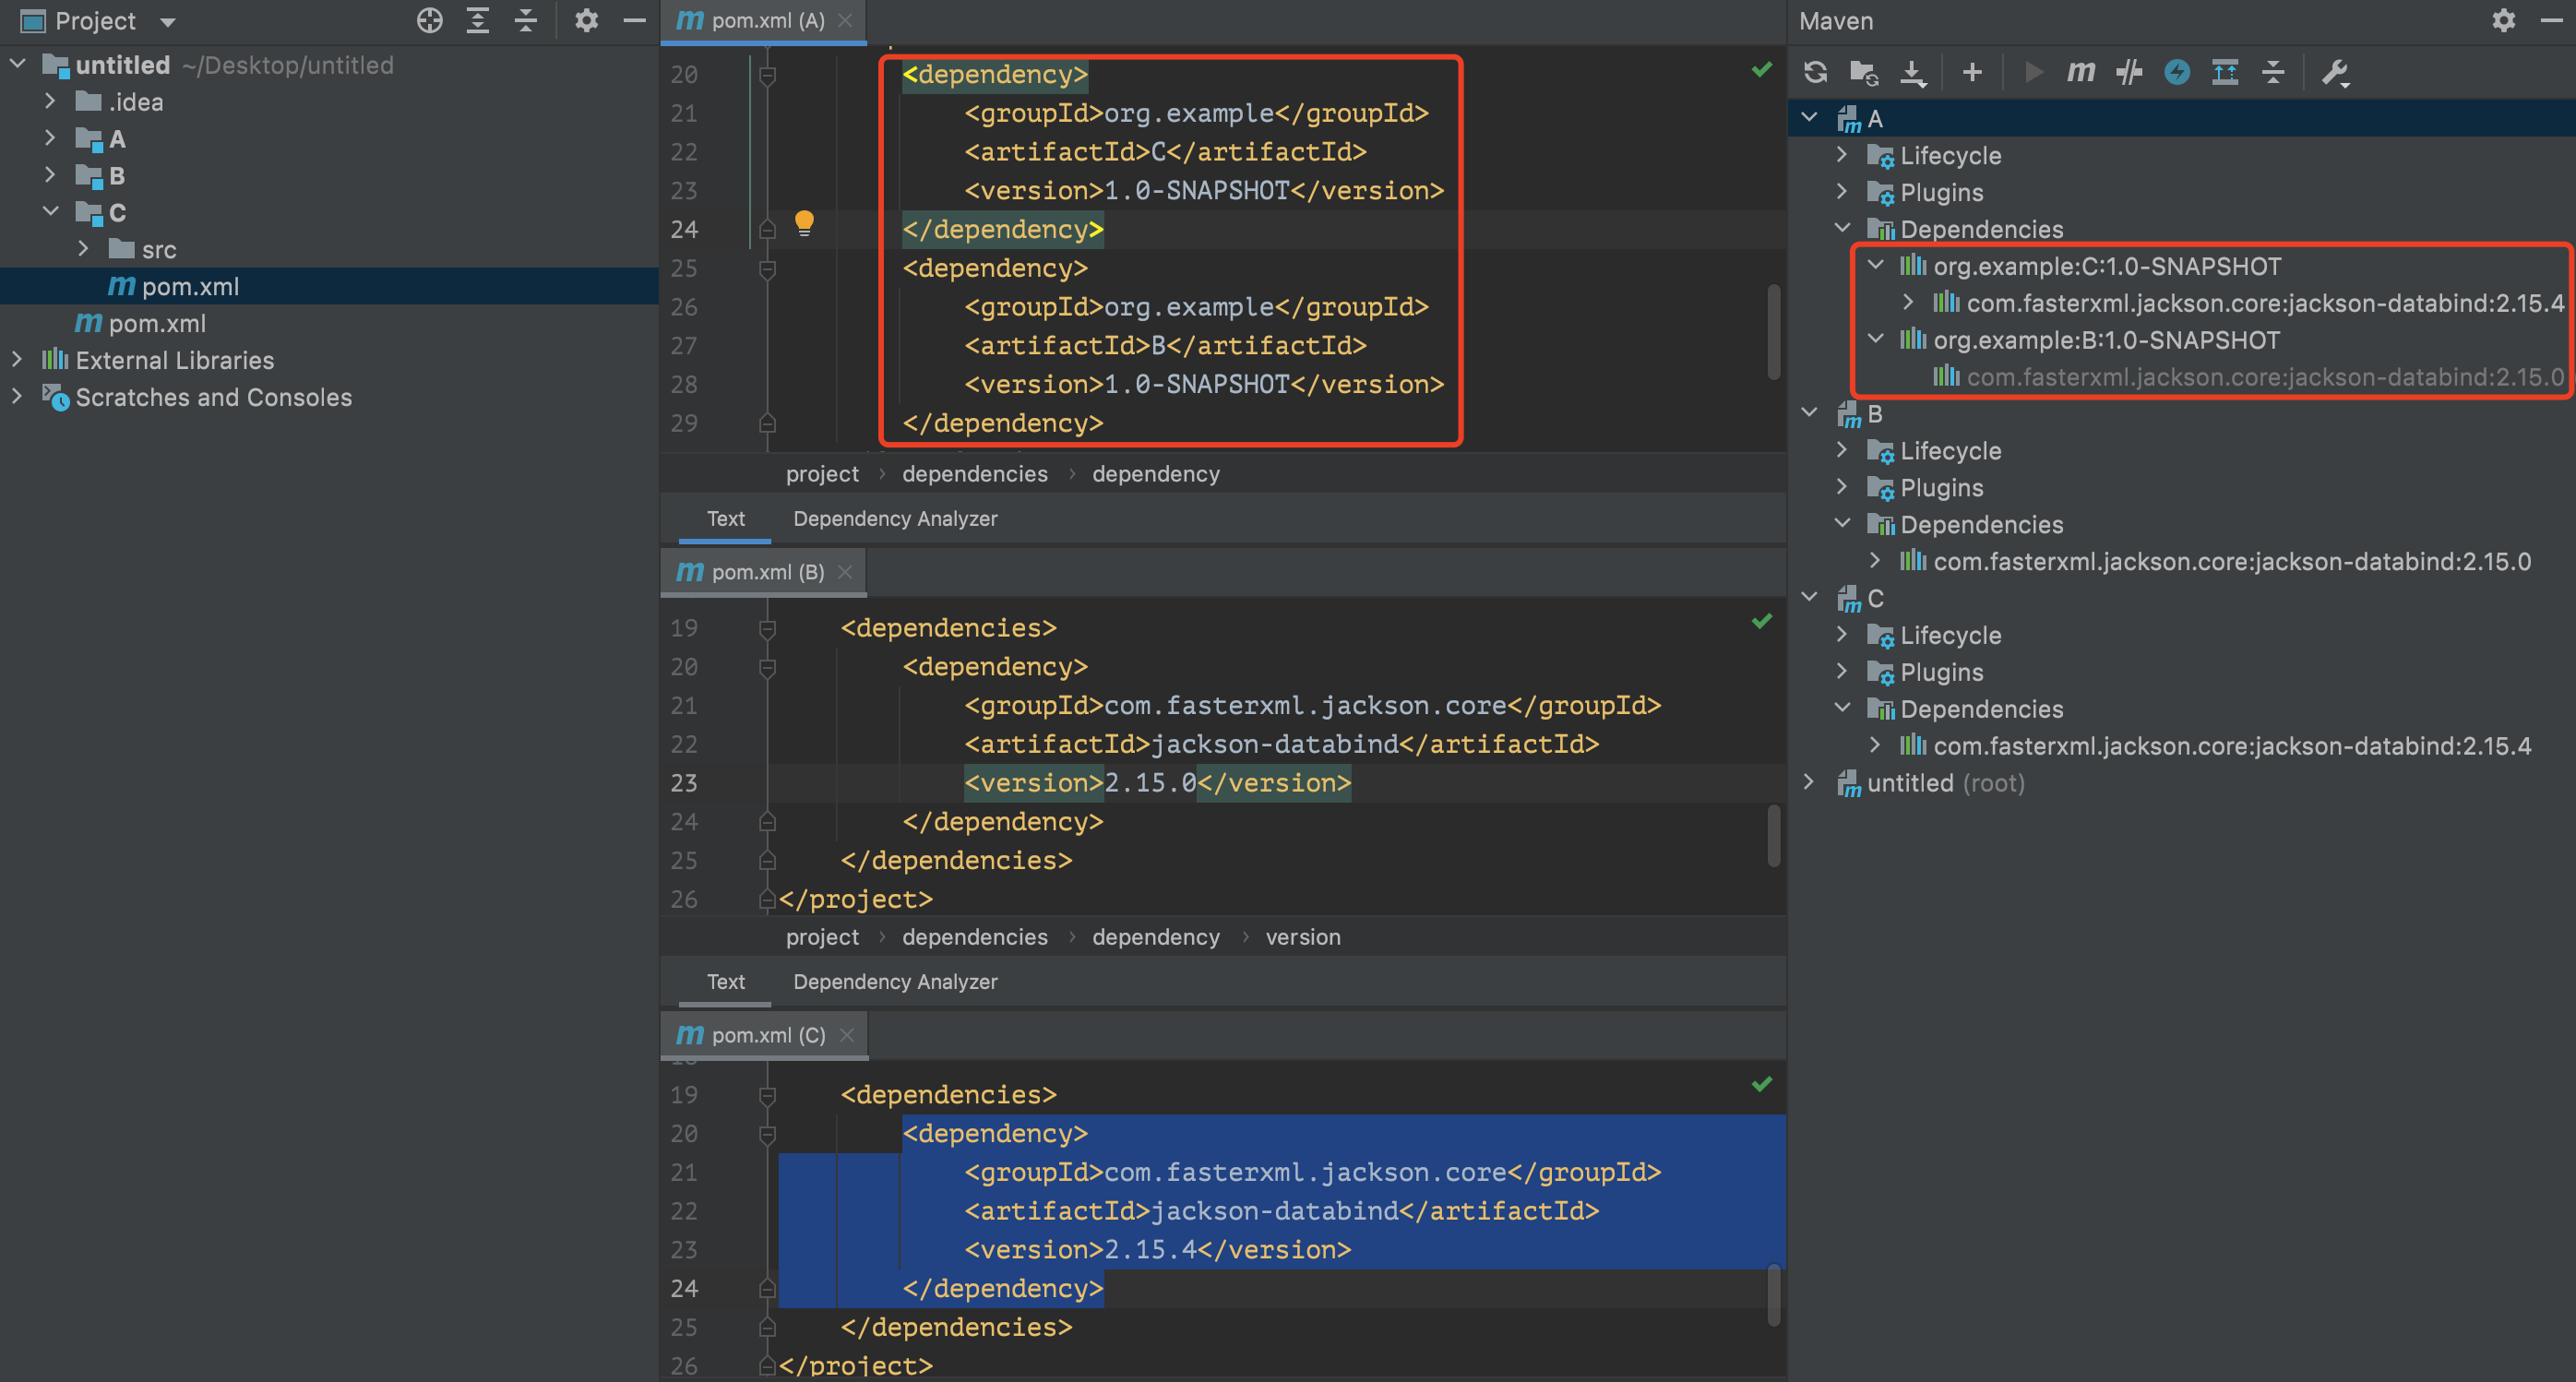 Project
untitled ~/Desktop/untitled
.idea
A
B
C
src
pom.xml
pom.xml
External Libraries
Scratches and Consoles
pom.xml (A)
20 <dependency>
21 <groupId>org.example</groupId>
22 <artifactId>C</artifactId>
23 <version>1.0-SNAPSHOT</version>
24 </dependency>
25 <dependency>
26 <groupId>org.example</groupId>
27 <artifactId>B</artifactId>
28 <version>1.0-SNAPSHOT</version>
29 </dependency>
project > dependencies > dependency
Text Dependency Analyzer
pom.xml (B)
19 <dependencies>
20 <dependency>
21 <groupId>com.fasterxml.jackson.core</groupId>
22 <artifactId>jackson-databind</artifactId>
23 <version>2.15.0</version>
24 </dependency>
25 </dependencies>
26 </project>
project > dependencies > dependency > version
Text Dependency Analyzer
pom.xml (C)
19 <dependencies>
20 <dependency>
21 <groupId>com.fasterxml.jackson.core</groupId>
22 <artifactId>jackson-databind</artifactId>
23 <version>2.15.4</version>
24 </dependency>
25 </dependencies>
26 </project>
Maven
A
Lifecycle
Plugins
Dependencies
org.example:C:1.0-SNAPSHOT
com.fasterxml.jackson.core:jackson-databind:2.15.4
org.example:B:1.0-SNAPSHOT
com.fasterxml.jackson.core:jackson-databind:2.15.0
B
Lifecycle
Plugins
Dependencies
com.fasterxml.jackson.core:jackson-databind:2.15.0
C
Lifecycle
Plugins
Dependencies
com.fasterxml.jackson.core:jackson-databind:2.15.4
untitled (root)